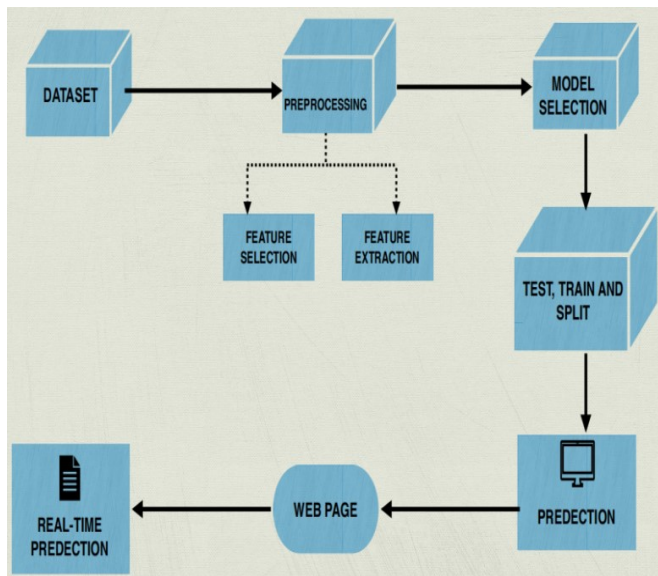 DATASET
PREPROCESSING
MODEL
SELECTION
FEATURE
SELECTION
FEATURE
EXTRACTION
TEST, TRAIN AND
SPLIT
PREDECTION
WEB PAGE
REAL-TIME
PREDECTION